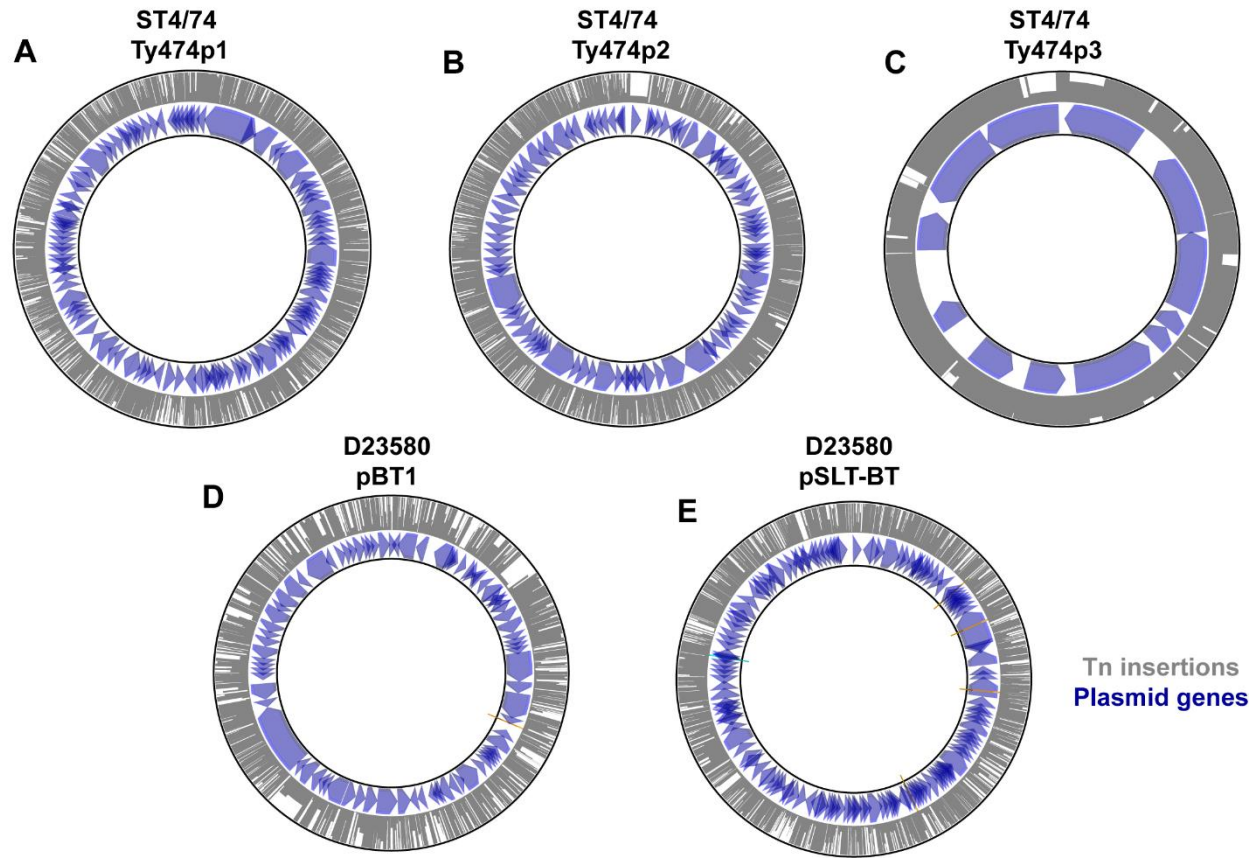 ST4/74
Ty474p1
A
ST4/74
Ty474p2
B
ST4/74
Ty474p3
C
D23580
pBT1
D
D23580
pSLT-BT
E
Tn insertions
Plasmid genes